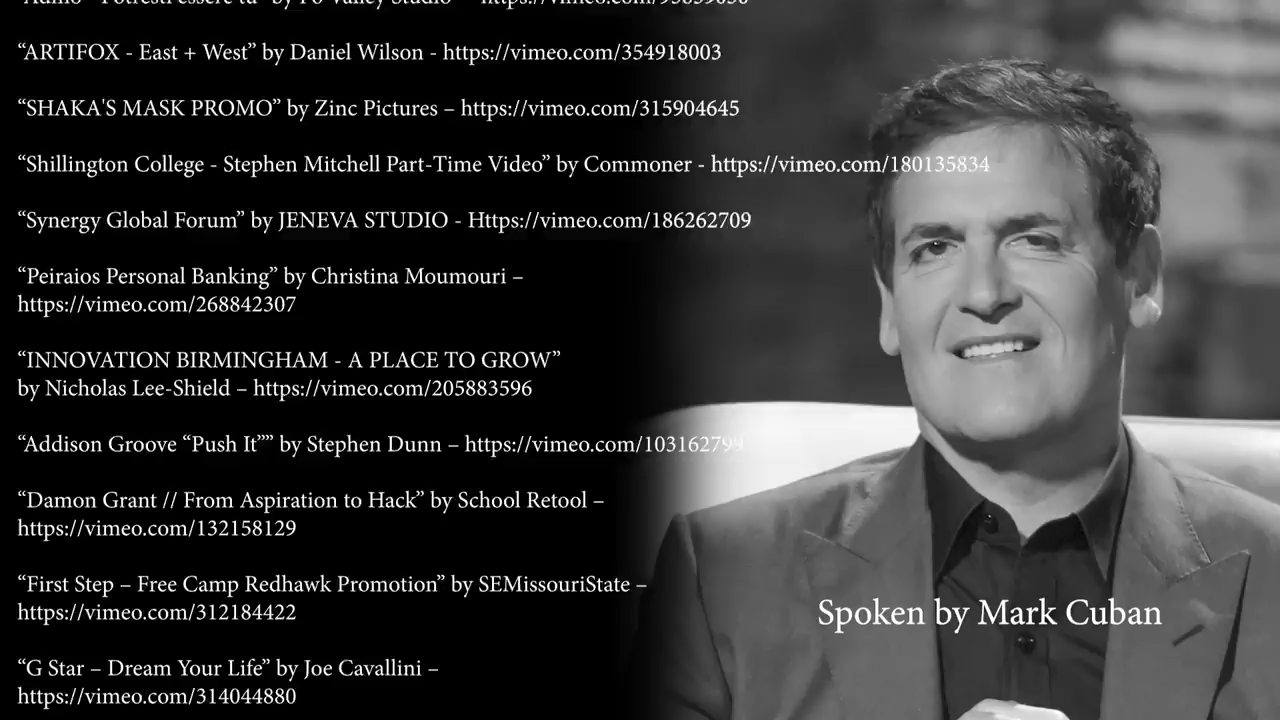 by Po Valley Studio
“ARTIFOX - East + West” by Daniel Wilson - https://vimeo.com/354918003
“SHAKA'S MASK PROMO” by Zinc Pictures – https://vimeo.com/315904645
“Shillington College - Stephen Mitchell Part-Time Video” by Commoner - https://vimeo.com/180135834
“Synergy Global Forum” by JENEVA STUDIO - Https://vimeo.com/186262709
“Peiraios Personal Banking” by Christina Moumouri –
https://vimeo.com/268842307
“INNOVATION BIRMINGHAM - A PLACE TO GROW”
by Nicholas Lee-Shield – https://vimeo.com/205883596
“Addison Groove “Push It”” by Stephen Dunn – https://vimeo.com/103162799
“Damon Grant // From Aspiration to Hack” by School Retool –
https://vimeo.com/132158129
“First Step – Free Camp Redhawk Promotion” by SEMissouriState –
https://vimeo.com/312184422
Spoken by Mark Cuban
“G Star – Dream Your Life” by Joe Cavallini –
https://vimeo.com/314044880